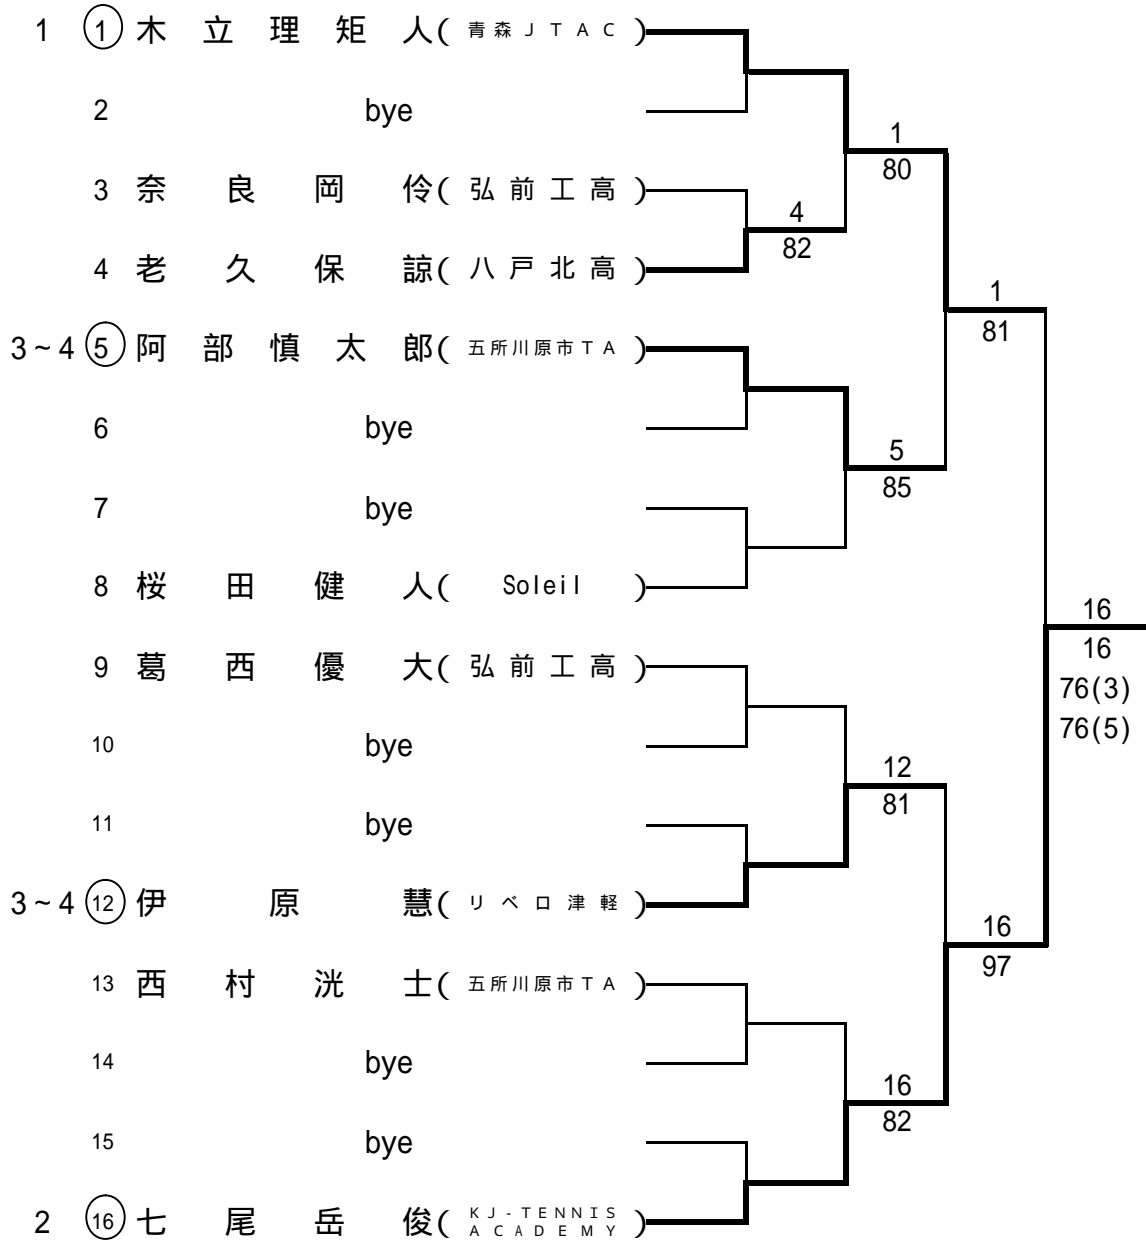 1 ① 木立理矩人(青森JTAC)
2 bye
1
80
3 奈良岡伶(弘前工高)
4
82
4 老久保諒(八戸北高)
1
81
3~4 ⑤ 阿部慎太郎(五所川原市TA)
6 bye
5
85
7 bye
8 桜田健人(Soleil)
16
16
76(3)
76(5)
9 葛西優大(弘前工高)
10 bye
12
81
11 bye
3~4 ⑫ 伊原慧(リベロ津軽)
16
97
13 西村洸士(五所川原市TA)
14 bye
16
82
15 bye
2 ⑯ 七尾岳俊(KJ-TENNIS
ACADEMY)